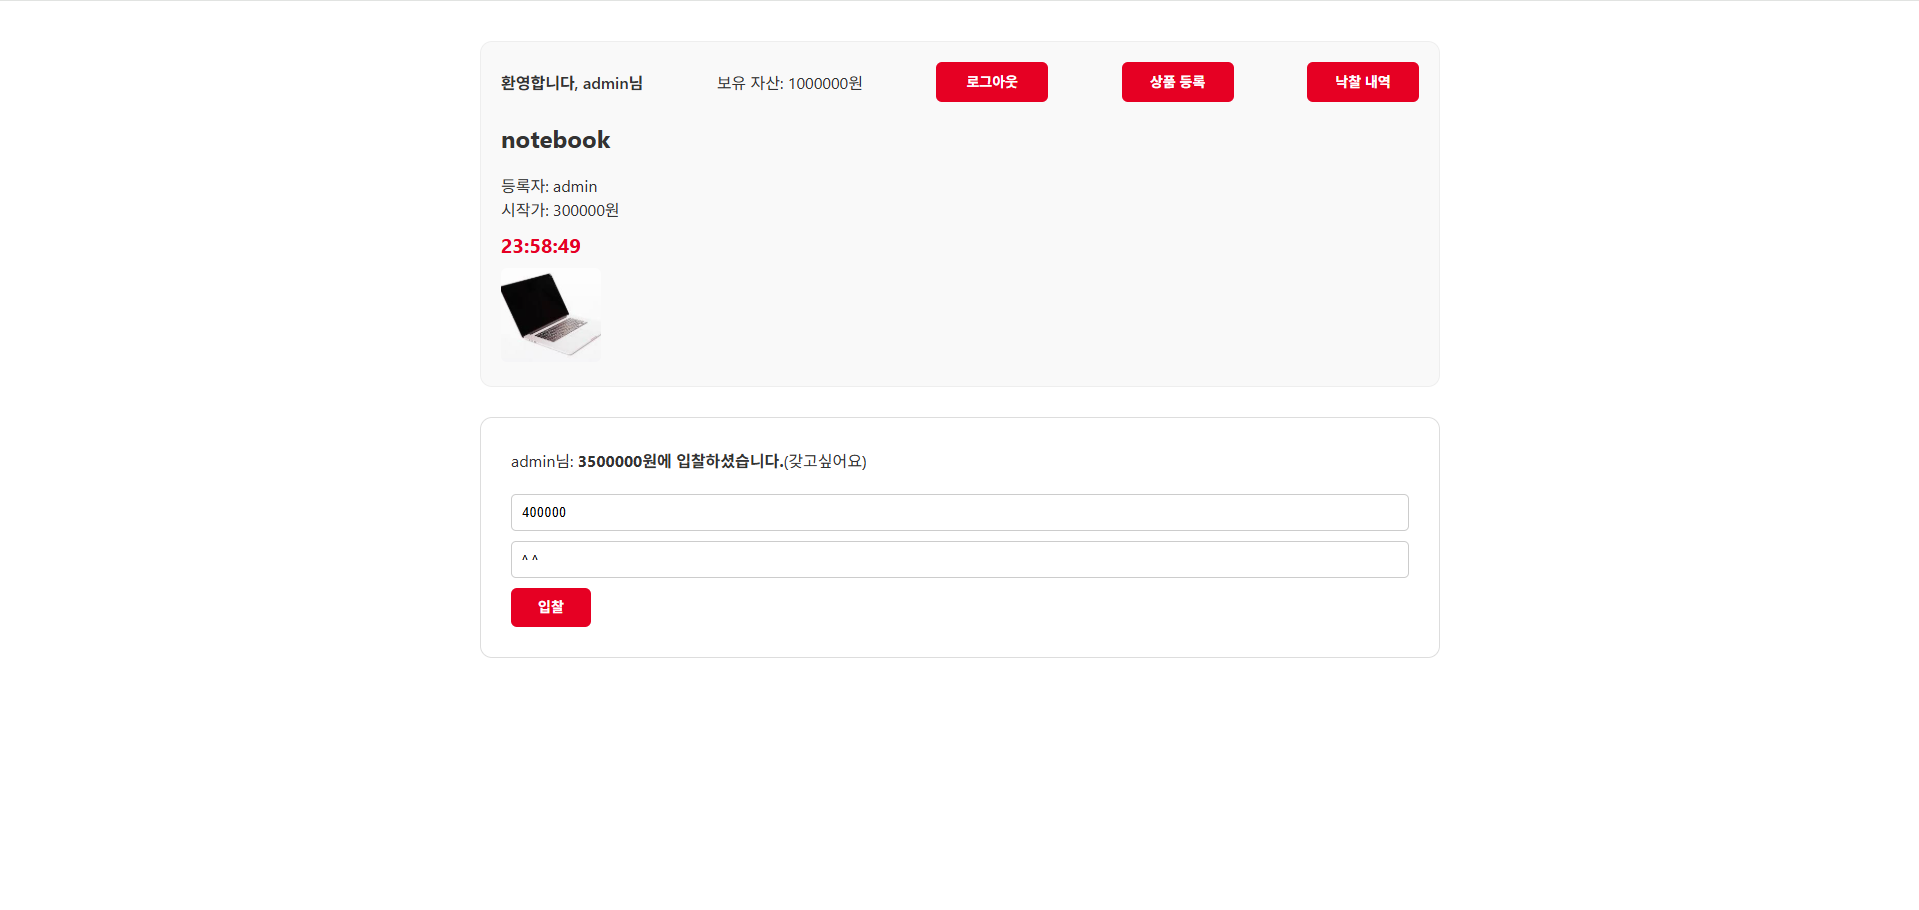 환영합니다, admin님 보유 자산: 1000000원 로그아웃 상품 등록 낙찰 내역
notebook
등록자: admin
시작가: 300000원
23:58:49
admin님: 3500000원에 입찰하셨습니다.(갖고싶어요)
400000
^ ^
입찰